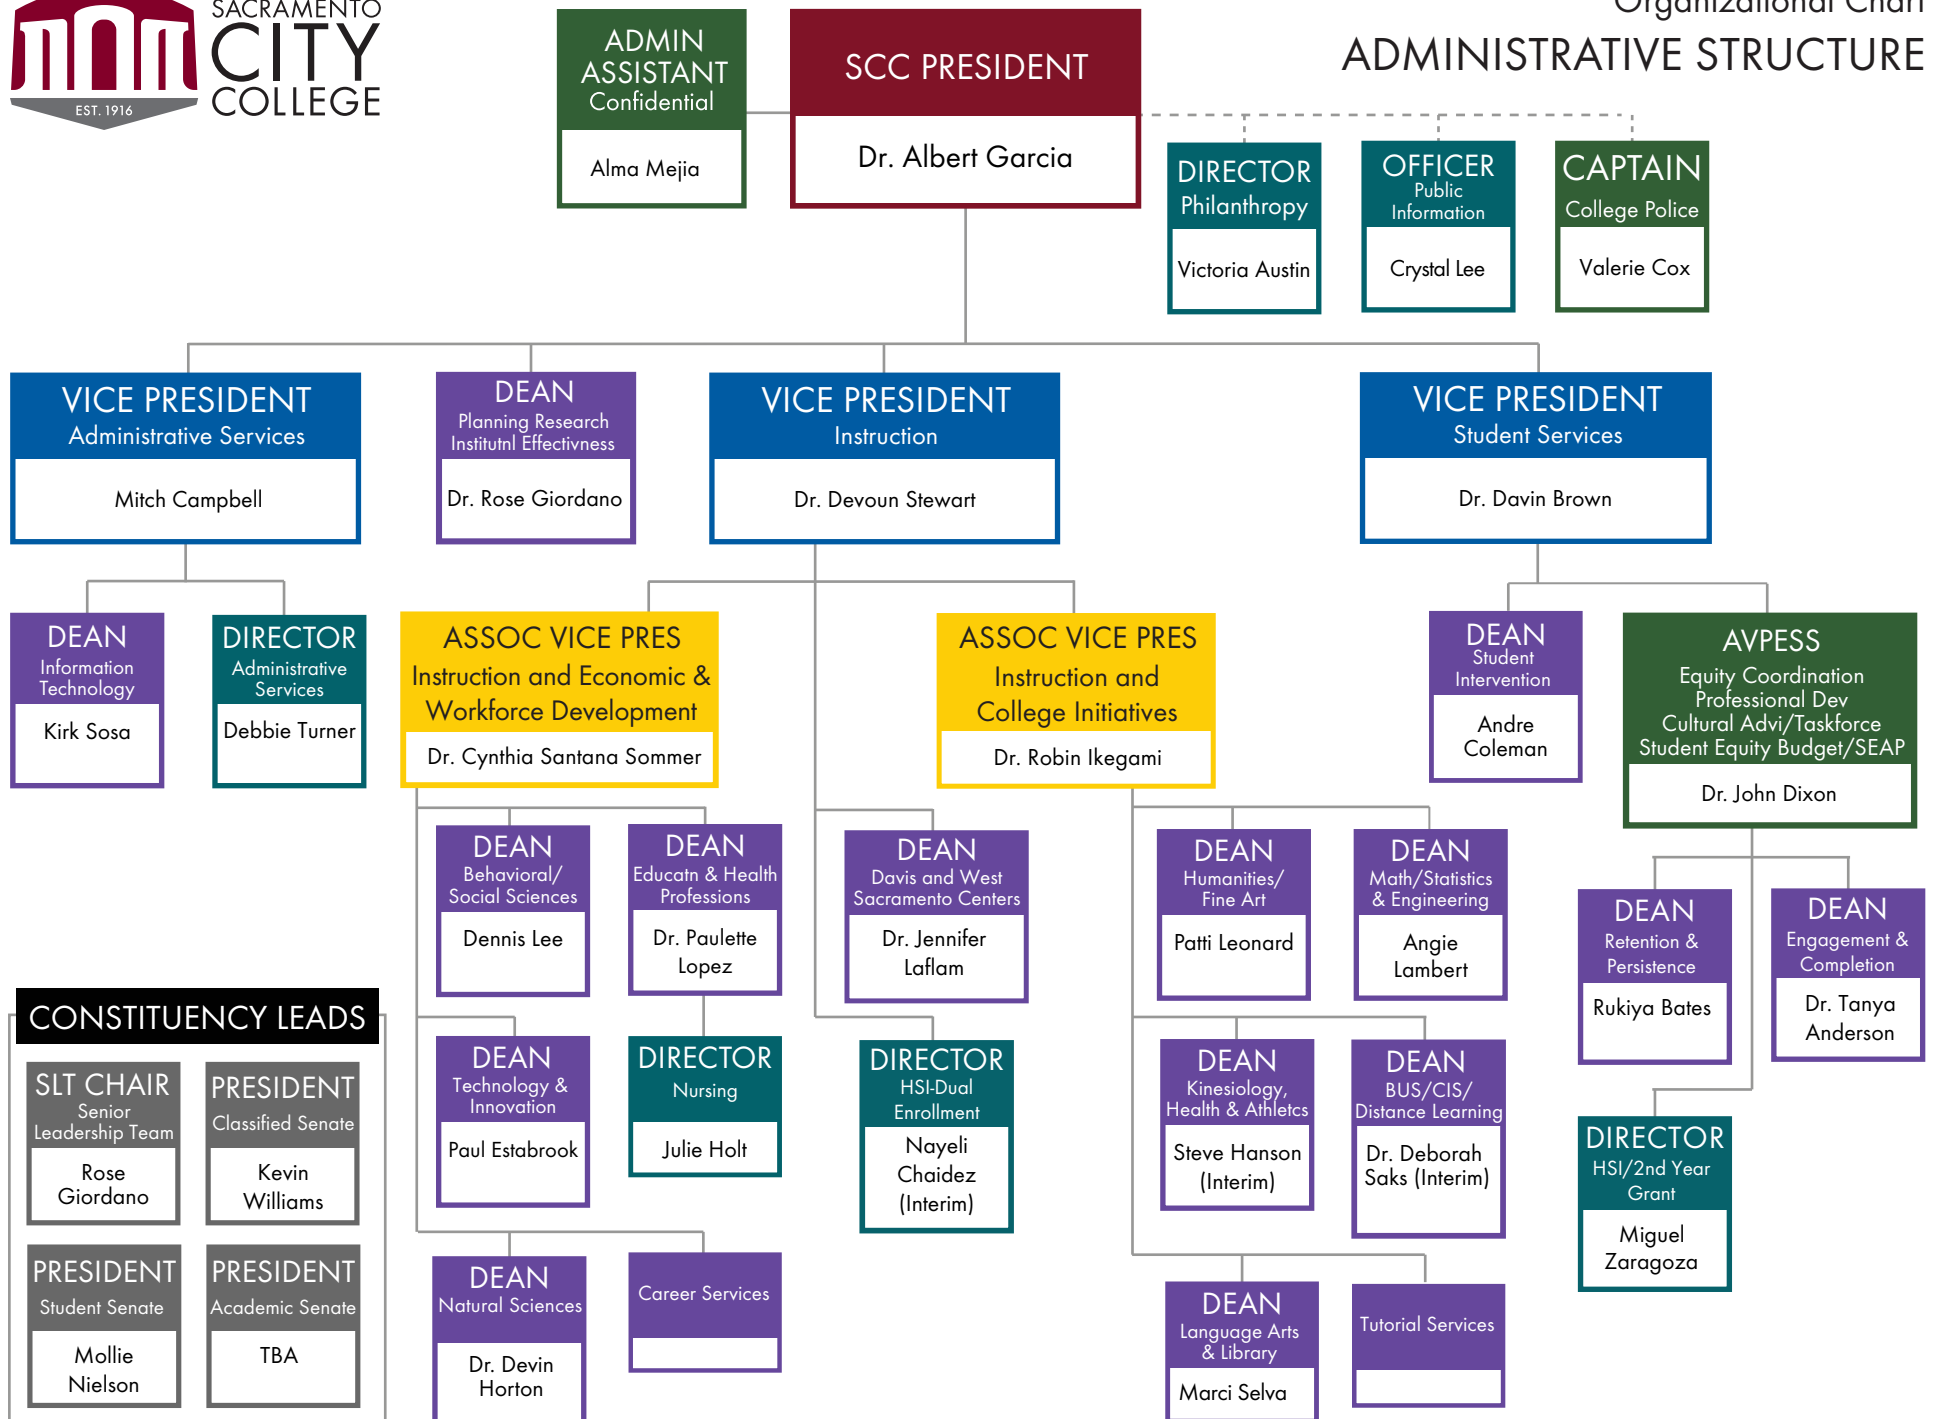 SACRAMENTO
CITY
COLLEGE
EST. 1916
Organizational Chart
ADMINISTRATIVE STRUCTURE
ADMIN
ASSISTANT
Confidential
Alma Mejia
SCC PRESIDENT
Dr. Albert Garcia
DIRECTOR
Philanthropy
Victoria Austin
OFFICER
Public
Information
Crystal Lee
CAPTAIN
College Police
Valerie Cox
VICE PRESIDENT
Administrative Services
Mitch Campbell
DEAN
Planning Research
Institutnl Effectivness
Dr. Rose Giordano
VICE PRESIDENT
Instruction
Dr. Devoun Stewart
VICE PRESIDENT
Student Services
Dr. Davin Brown
DEAN
Information
Technology
Kirk Sosa
DIRECTOR
Administrative
Services
Debbie Turner
ASSOC VICE PRES
Instruction and Economic &
Workforce Development
Dr. Cynthia Santana Sommer
ASSOC VICE PRES
Instruction and
College Initiatives
Dr. Robin Ikegami
DEAN
Student
Intervention
Andre
Coleman
AVPESS
Equity Coordination
Professional Dev
Cultural Advi/Taskforce
Student Equity Budget/SEAP
Dr. John Dixon
DEAN
Behavioral/
Social Sciences
Dennis Lee
DEAN
Educatn & Health
Professions
Dr. Paulette
Lopez
DEAN
Davis and West
Sacramento Centers
Dr. Jennifer
Laflam
DEAN
Humanities/
Fine Art
Patti Leonard
DEAN
Math/Statistics
& Engineering
Angie
Lambert
DEAN
Retention &
Persistence
Rukiya Bates
DEAN
Engagement &
Completion
Dr. Tanya
Anderson
CONSTITUENCY LEADS
SLT CHAIR
Senior
Leadership Team
Rose
Giordano
PRESIDENT
Classified Senate
Kevin
Williams
PRESIDENT
Student Senate
Mollie
Nielson
PRESIDENT
Academic Senate
TBA
DEAN
Technology &
Innovation
Paul Estabrook
DIRECTOR
Nursing
Julie Holt
DIRECTOR
HSI-Dual
Enrollment
Nayeli
Chaidez
(Interim)
DEAN
Kinesiology,
Health & Athletcs
Steve Hanson
(Interim)
DEAN
BUS/CIS/
Distance Learning
Dr. Deborah
Saks (Interim)
DIRECTOR
HSI/2nd Year
Grant
Miguel
Zaragoza
DEAN
Natural Sciences
Dr. Devin
Horton
Career Services
DEAN
Language Arts
& Library
Marci Selva
Tutorial Services